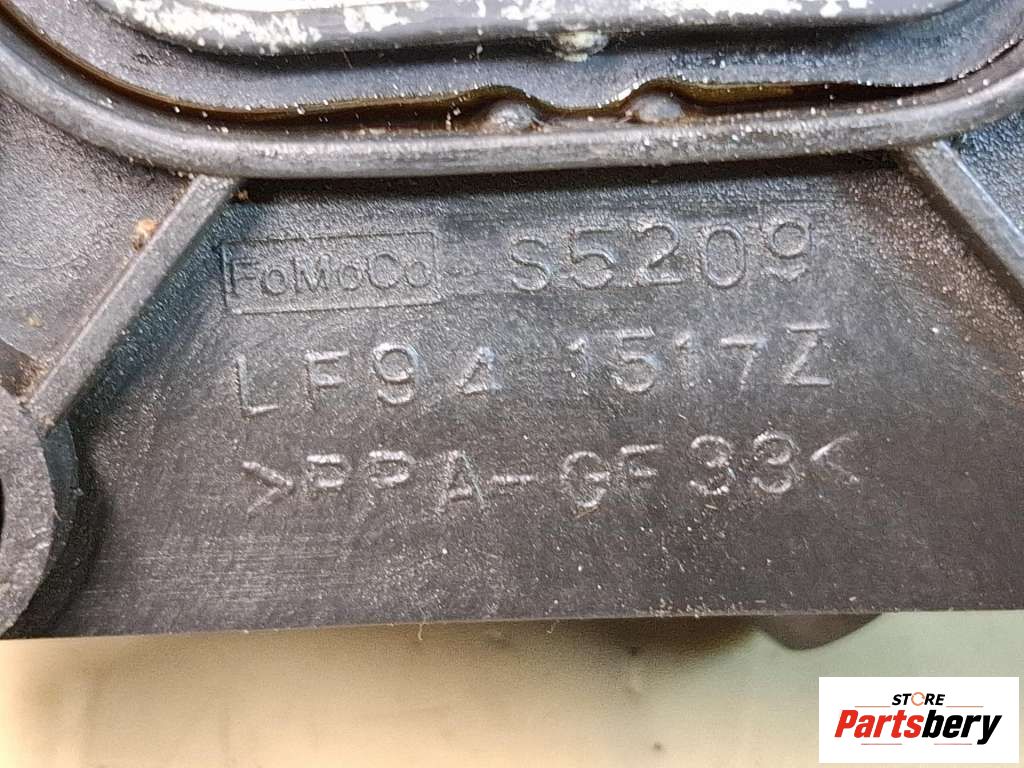 FoMoCo S5209
LF94 1517Z
>PPA-GF33<
STORE
Partsbery